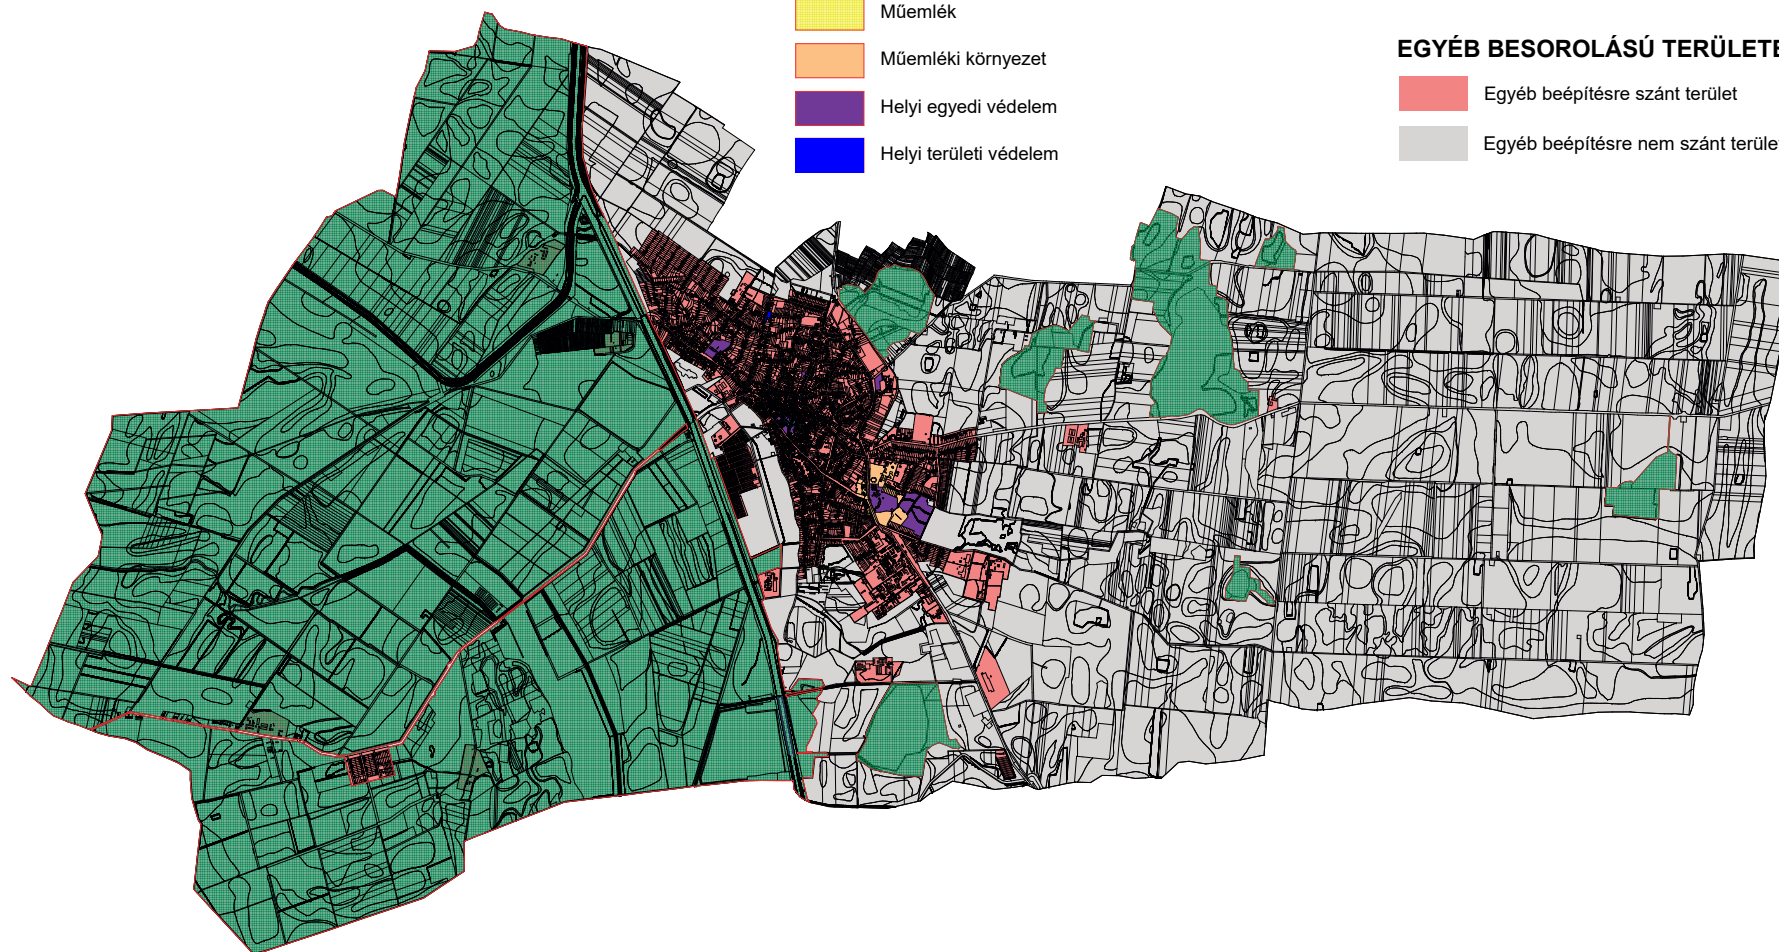 Műemlék
Műemléki környezet
Helyi egyedi védelem
Helyi területi védelem
EGYÉB BESOROLÁSÚ TERÜLETE
Egyéb beépítésre szánt terület
Egyéb beépítésre nem szánt terüle